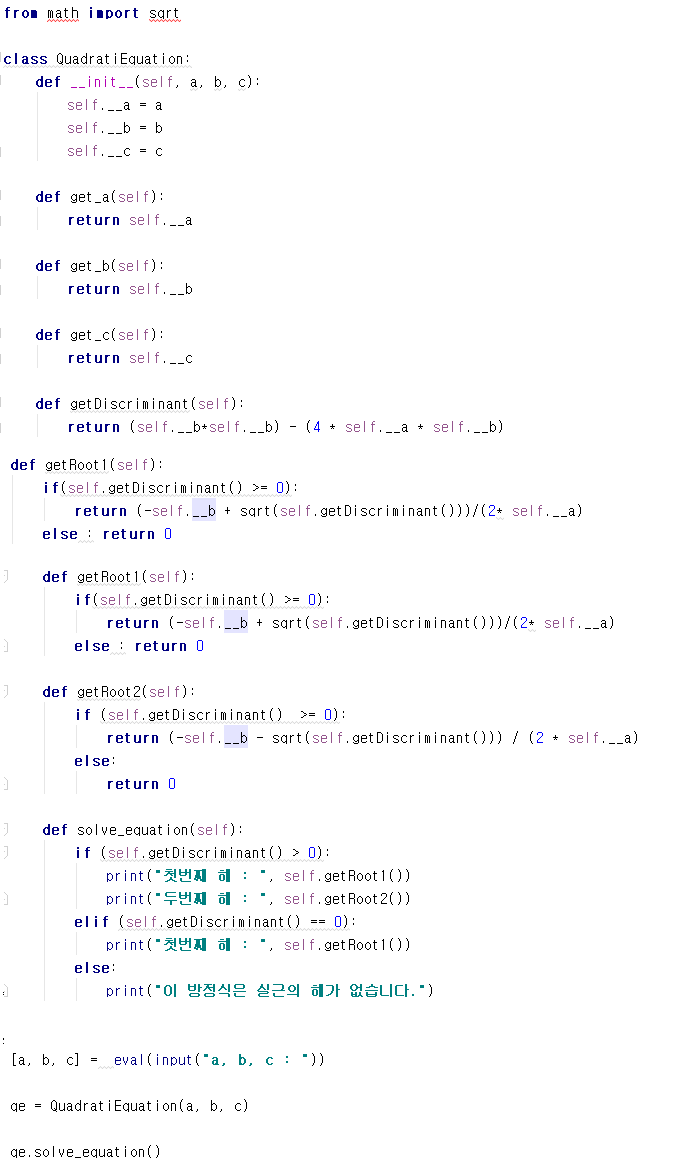 from math import sqrt
class QuadratiEquation:
def __init__(self, a, b, c):
self.__a = a
self.__b = b
self.__c = c
def get_a(self):
return self.__a
def get_b(self):
return self.__b
def get_c(self):
return self.__c
def getDiscriminant(self):
return (self.__b*self.__b) - (4 * self.__a * self.__b)
def getRoot1(self):
if(self.getDiscriminant() >= 0):
return (-self.__b + sqrt(self.getDiscriminant()))/(2* self.__a)
else : return 0
def getRoot1(self):
if(self.getDiscriminant() >= 0):
return (-self.__b + sqrt(self.getDiscriminant()))/(2* self.__a)
else : return 0
def getRoot2(self):
if (self.getDiscriminant()  >= 0):
return (-self.__b - sqrt(self.getDiscriminant())) / (2 * self.__a)
else:
return 0
def solve_equation(self):
if (self.getDiscriminant() > 0):
print("첫번째 해 : ", self.getRoot1())
print("두번째 해 : ", self.getRoot2())
elif (self.getDiscriminant() == 0):
print("첫번째 해 : ", self.getRoot1())
else:
print("이 방정식은 실근의 해가 없습니다.")
[a, b, c] =  eval(input("a, b, c : "))
qe = QuadratiEquation(a, b, c)
qe.solve_equation()